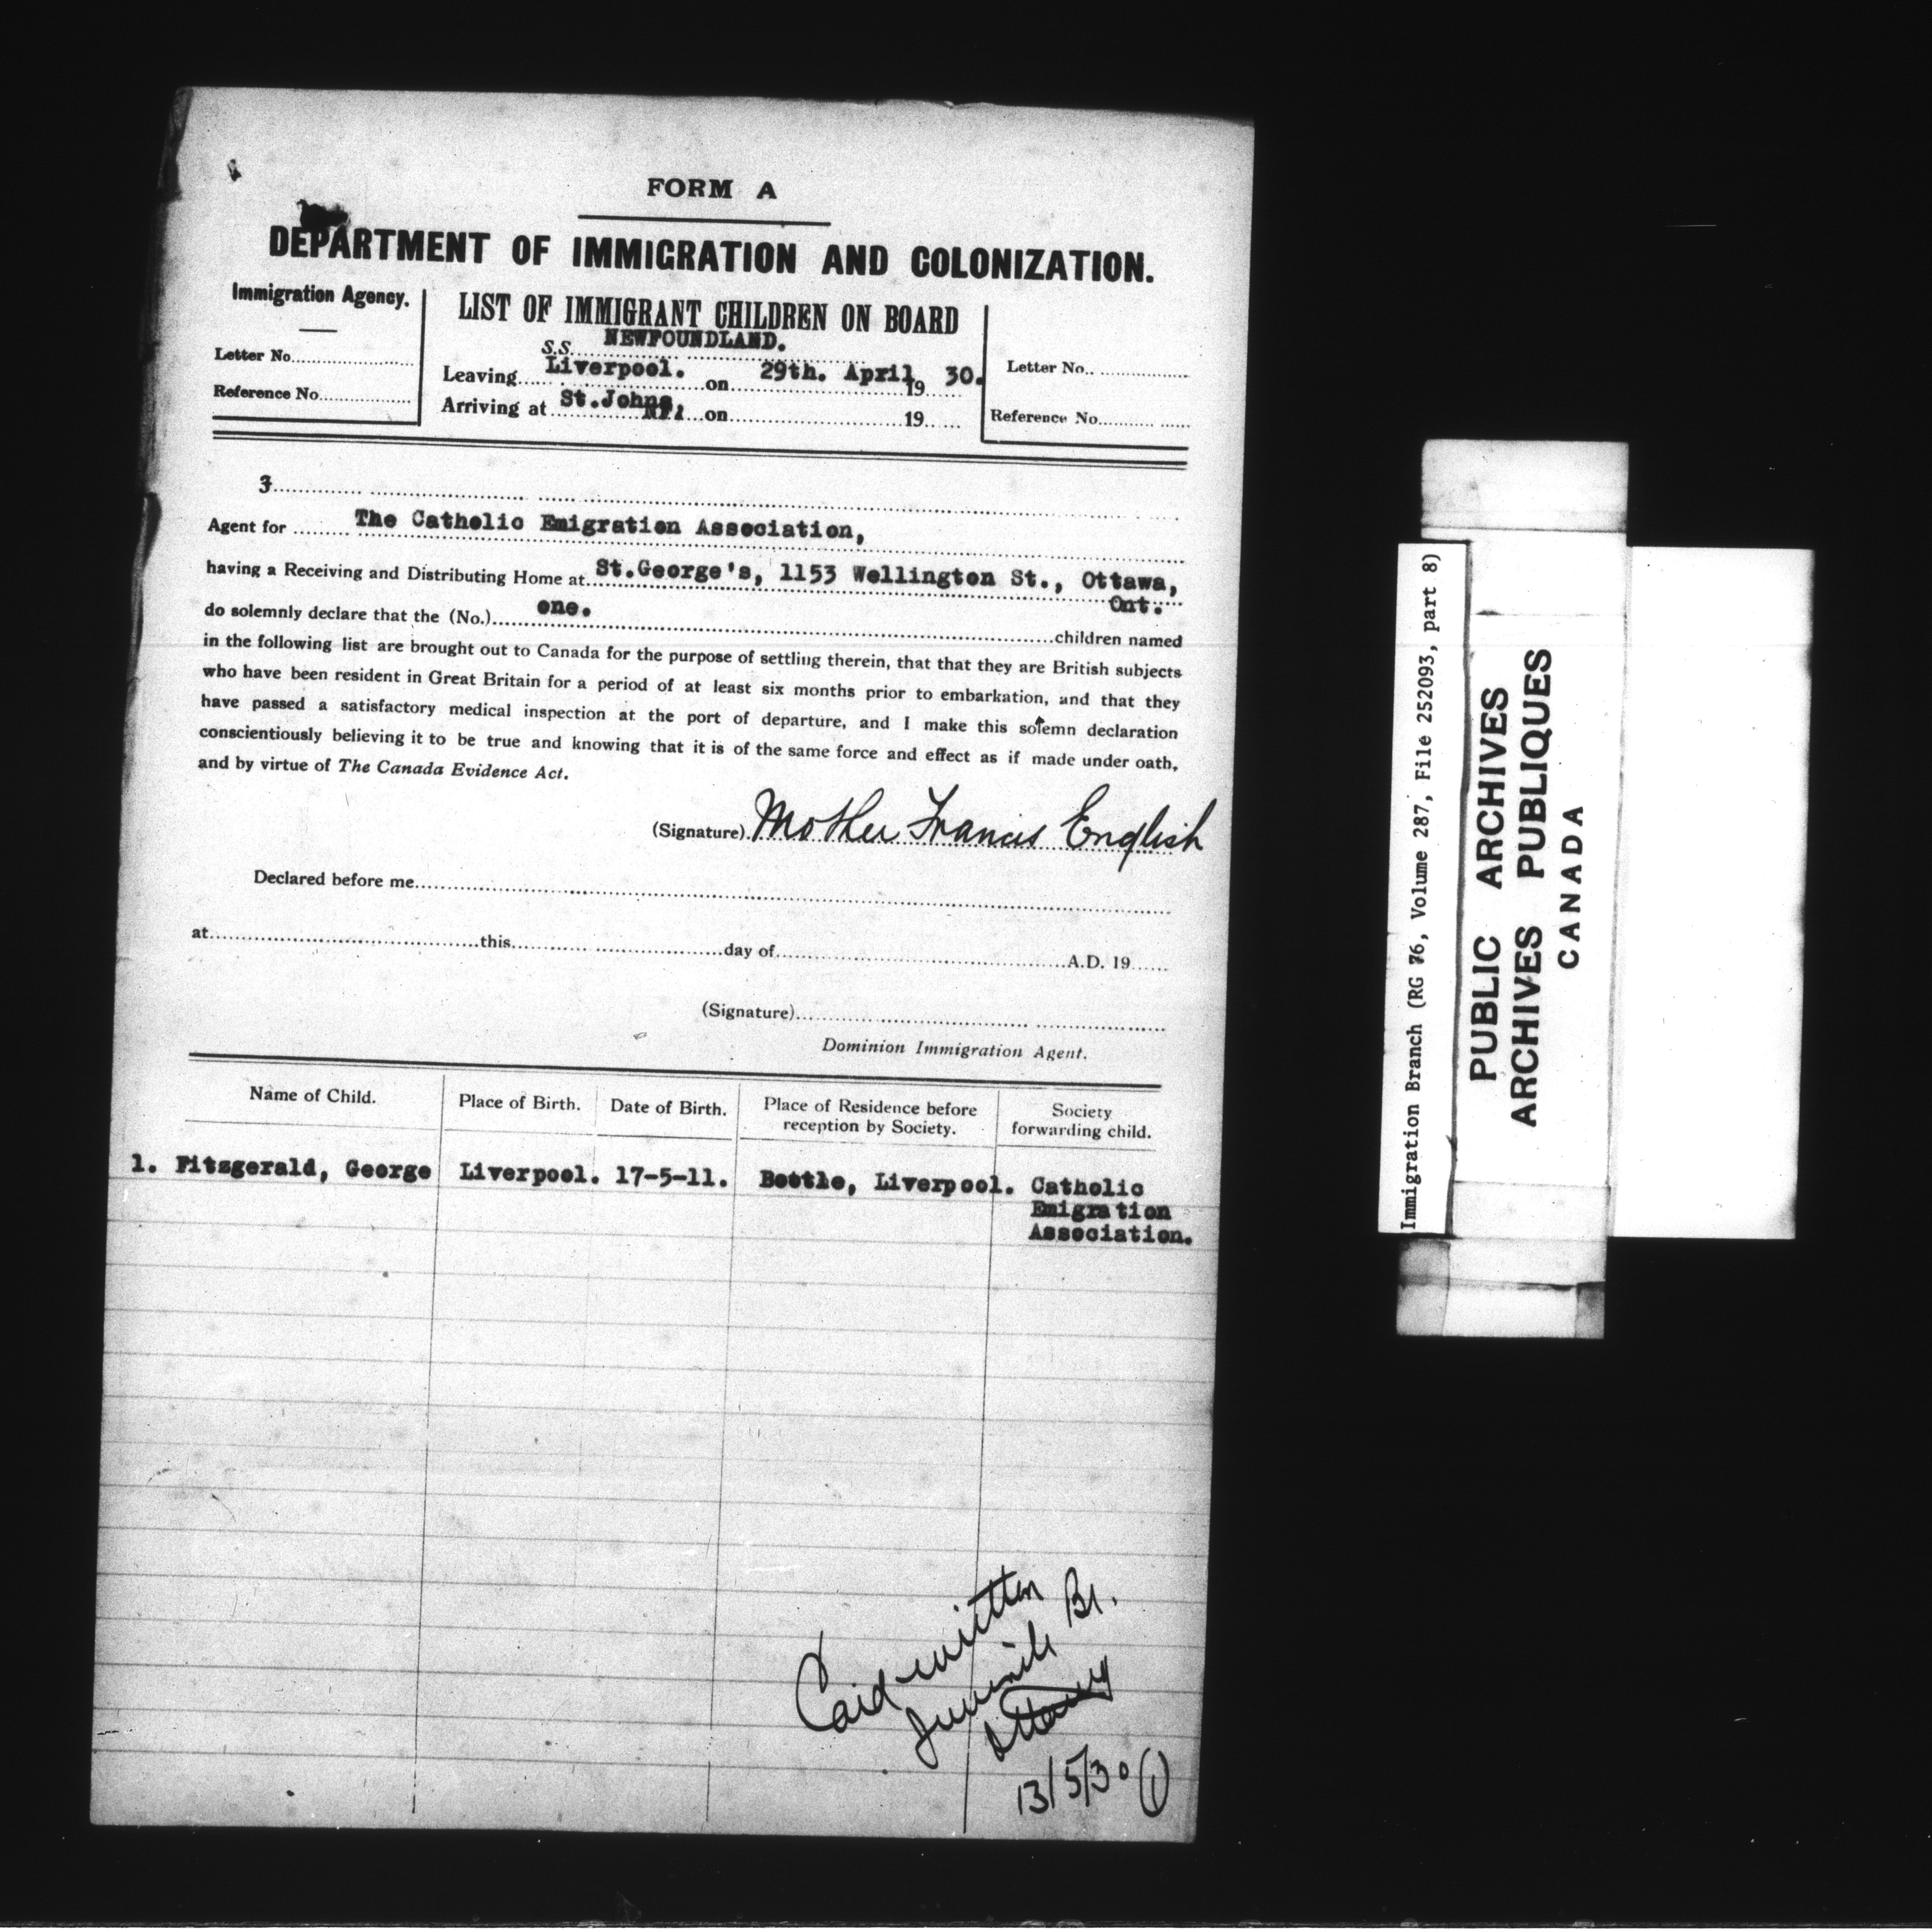 FORM A
DEPARTMENT OF IMMIGRATION AND COLONIZATION.
Immigration Agency.
Letter No.
Reference No.
LIST OF IMMIGRANT CHILDREN ON BOARD
S.S. NEWFOUNDLAND.
Leaving Liverpool. on 29th. April 19 30.
Arriving at St.Johns, NFl on 19
Letter No.
Reference No.
Agent for The Catholic Emigration Association,
having a Receiving and Distributing Home at St.George's, 1153 Wellington St., Ottawa,
Ont.
do solemnly declare that the (No.) one. children named
in the following list are brought out to Canada for the purpose of settling therein, that that they are British subjects
who have been resident in Great Britain for a period of at least six months prior to embarkation, and that they
have passed a satisfactory medical inspection at the port of departure, and I make this solemn declaration
conscientiously believing it to be true and knowing that it is of the same force and effect as if made under oath,
and by virtue of The Canada Evidence Act.
(Signature) Mother Francis English
Declared before me
at this day of A.D. 19
(Signature)
Dominion Immigration Agent.
Name of Child. Place of Birth. Date of Birth. Place of Residence before reception by Society. Society forwarding child.
1. Fitzgerald, George Liverpool. 17-5-11. Bootle, Liverpool. Catholic
Emigration
Association.
Card written
Juvenile Br.
Ottawa
13/5/30 (1)
Immigration Branch (RG 76, Volume 287, File 252093, part 8)
PUBLIC ARCHIVES
ARCHIVES PUBLIQUES
CANADA